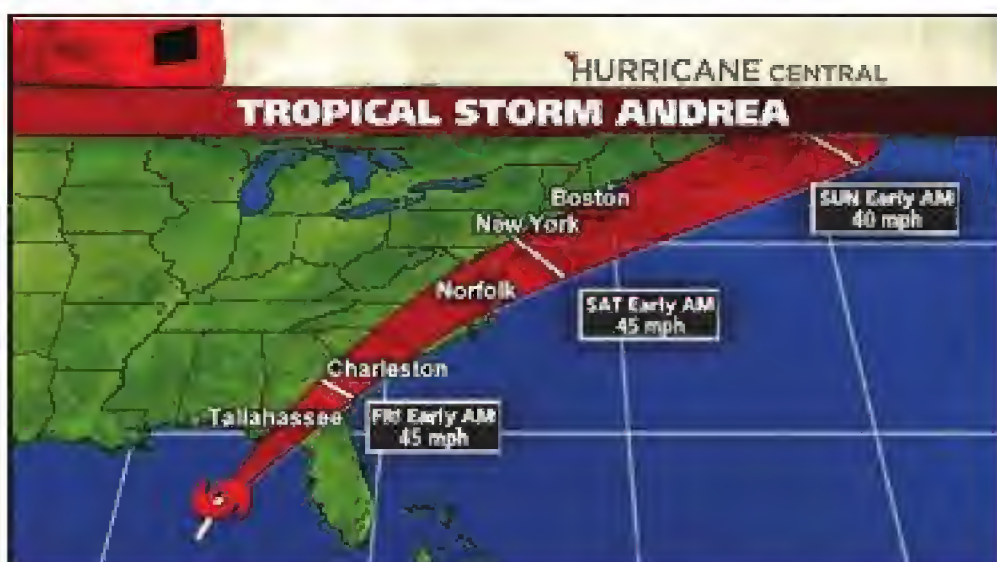 HURRICANE CENTRAL
TROPICAL STORM ANDREA
Boston
SUN Early AM
40 mph
New York
Norfolk
SAT Early AM
45 mph
Charleston
Tallahassee
FRI Early AM
45 mph